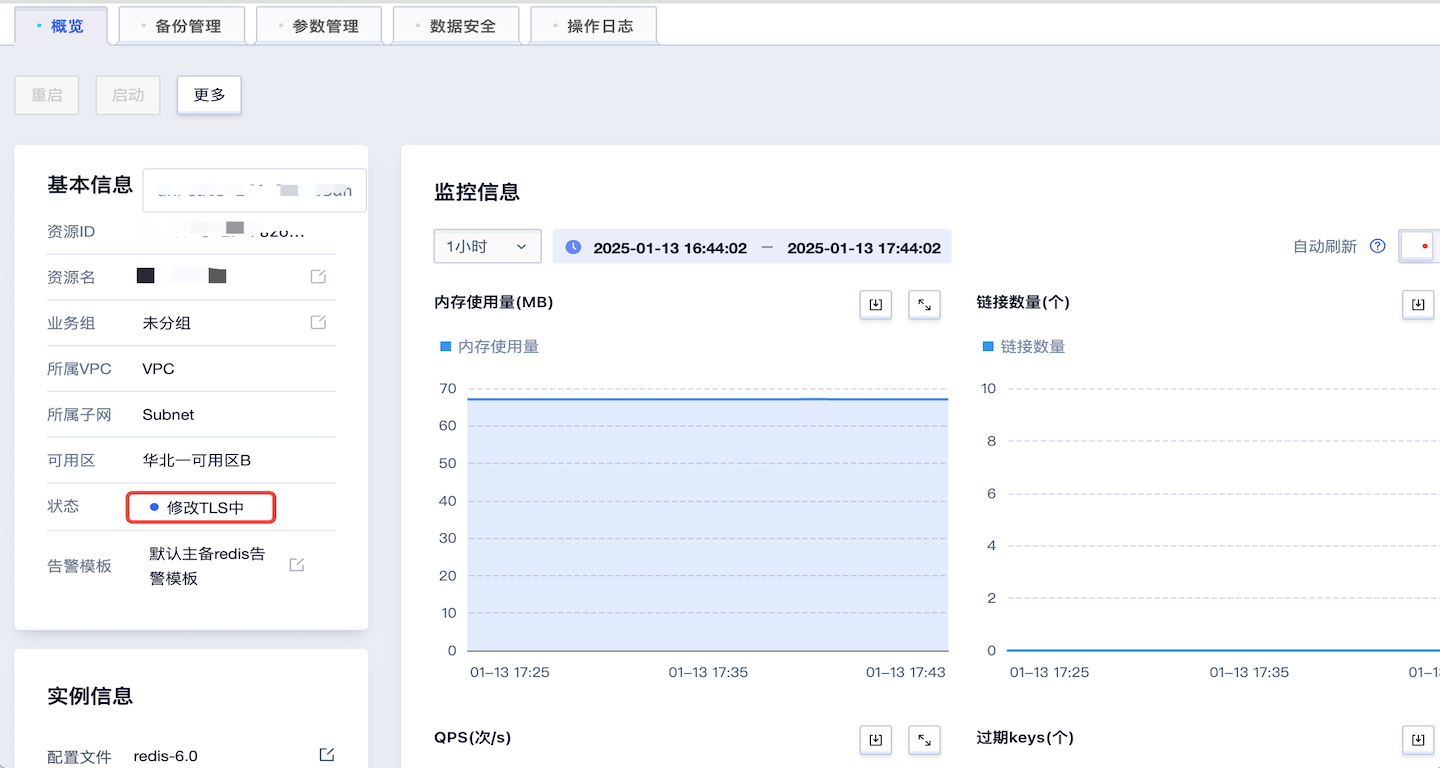 概览 备份管理 参数管理 数据安全 操作日志
重启 启动 更多
基本信息
资源ID
资源名
业务组 未分组
所属VPC VPC
所属子网 Subnet
可用区 华北一可用区B
状态 修改TLS中
告警模板 默认主备redis告
警模板
实例信息
配置文件 redis-6.0
监控信息
1小时 2025-01-13 16:44:02 — 2025-01-13 17:44:02 自动刷新
内存使用量(MB)
内存使用量
70
60
50
40
30
20
10
0
01-13 17:25 01-13 17:35 01-13 17:43
链接数量(个)
链接数量
10
8
6
4
2
0
01-13 17:25 01-13 17:35
QPS(次/s) 过期keys(个)